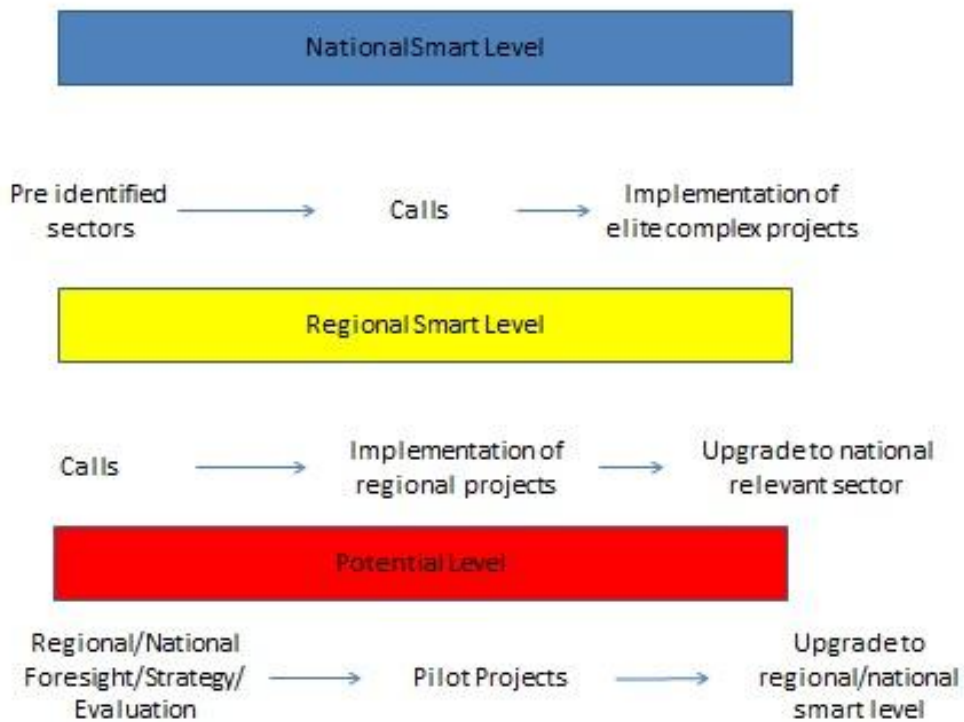 National Smart Level
Pre identified
sectors
Calls
Implementation of
elite complex projects
Regional Smart Level
Calls
Implementation of
regional projects
Upgrade to national
relevant sector
Potential Level
Regional/National
Foresight/Strategy/
Evaluation
Pilot Projects
Upgrade to
regional/national
smart level